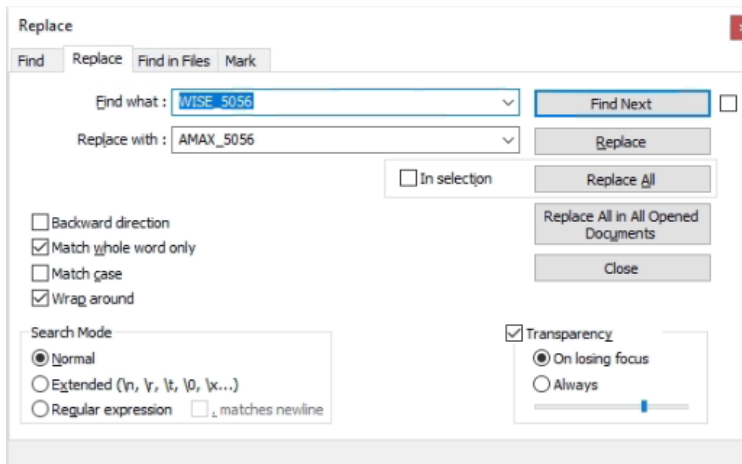 Replace
Find Replace Find in Files Mark
Find what : WISE_5056 Find Next
Replace with : AMAX_5056 Replace
In selection Replace All
Replace All in All Opened Documents
Close
Backward direction
Match whole word only
Match case
Wrap around
Search Mode
Normal
Extended (\n, \r, \t, \0, \x...)
Regular expression . matches newline
Transparency
On losing focus
Always